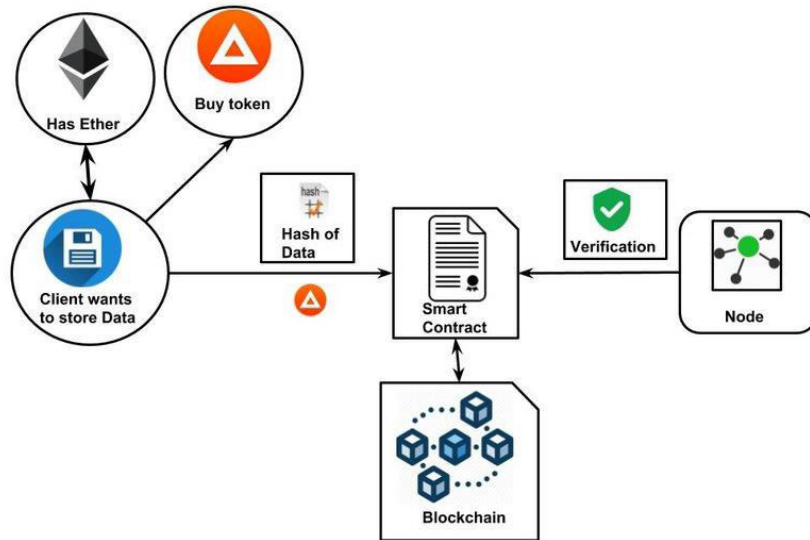 Has Ether
Buy token
hash
Hash of
Data
Verification
Client wants
to store Data
Smart
Contract
Node
Blockchain